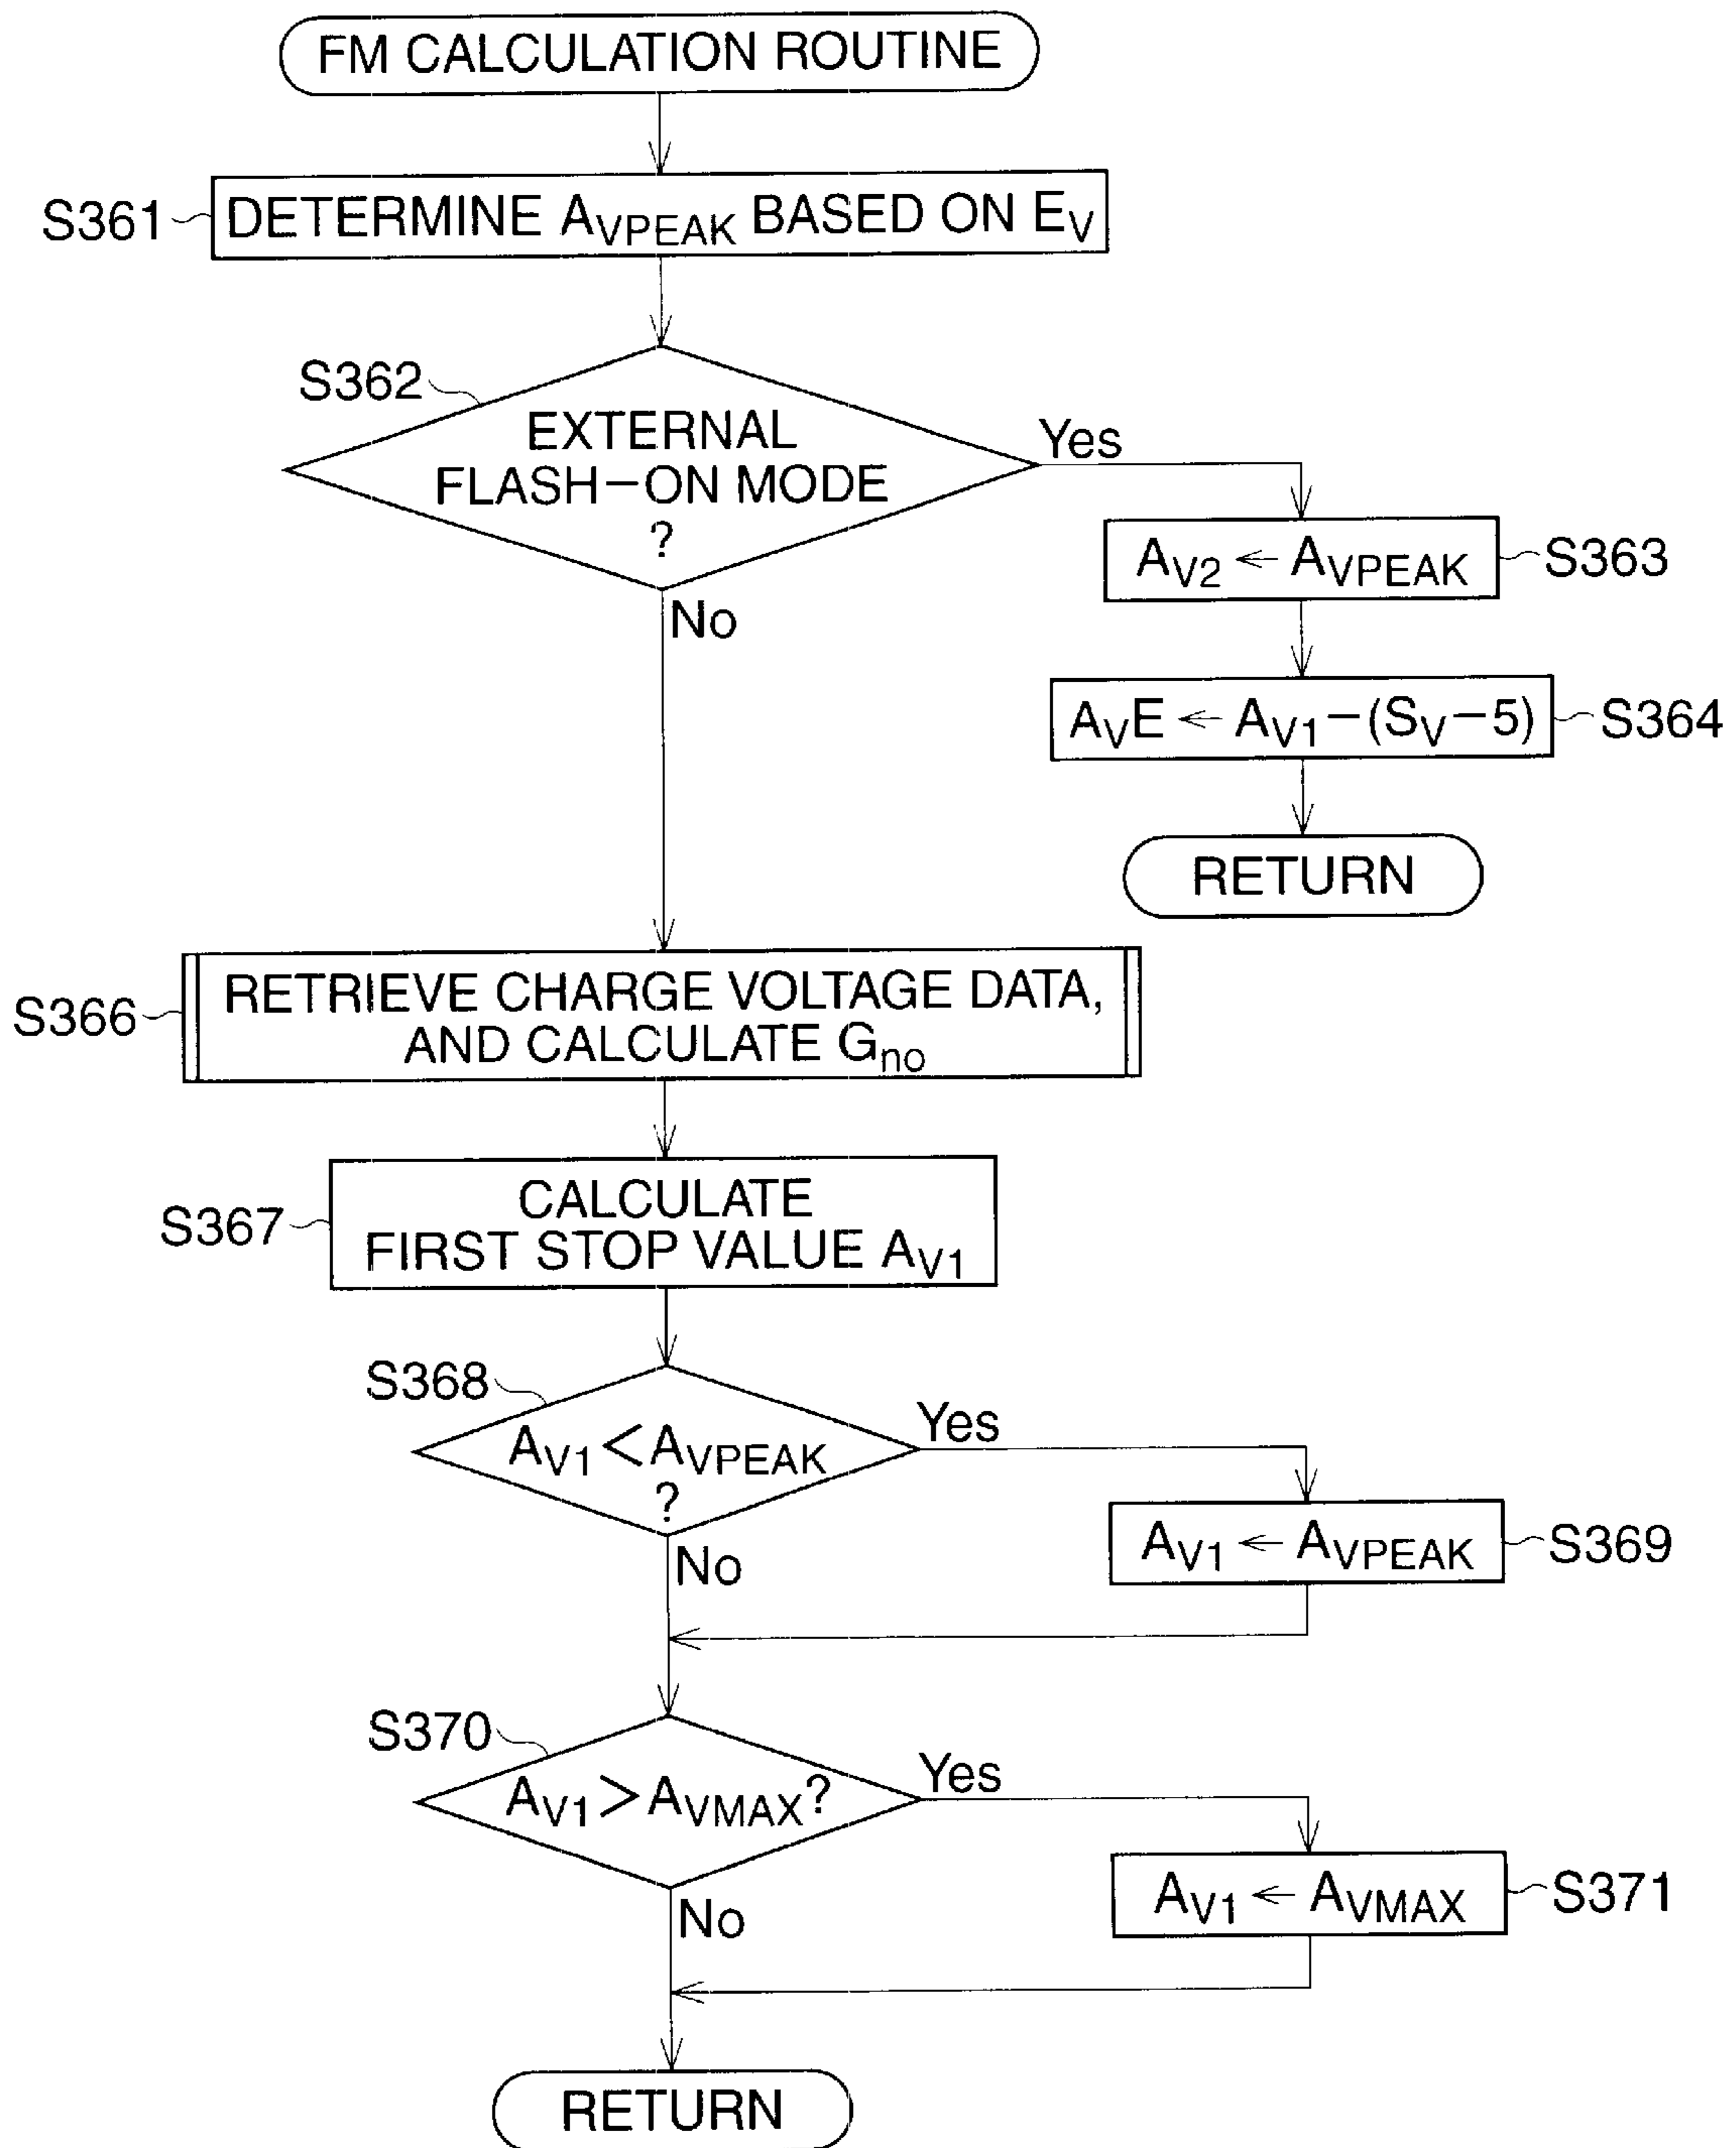 FM CALCULATION ROUTINE
S361
DETERMINE AVPEAK BASED ON EV
S362
EXTERNAL
FLASH-ON MODE
?
Yes
No
AV2 ← AVPEAK
S363
AVE ← AV1-(SV-5)
S364
RETURN
S366
RETRIEVE CHARGE VOLTAGE DATA,
AND CALCULATE Gno
S367
CALCULATE
FIRST STOP VALUE AV1
S368
AV1<AVPEAK
?
Yes
No
AV1 ← AVPEAK
S369
S370
AV1>AVMAX?
Yes
No
AV1 ← AVMAX
S371
RETURN